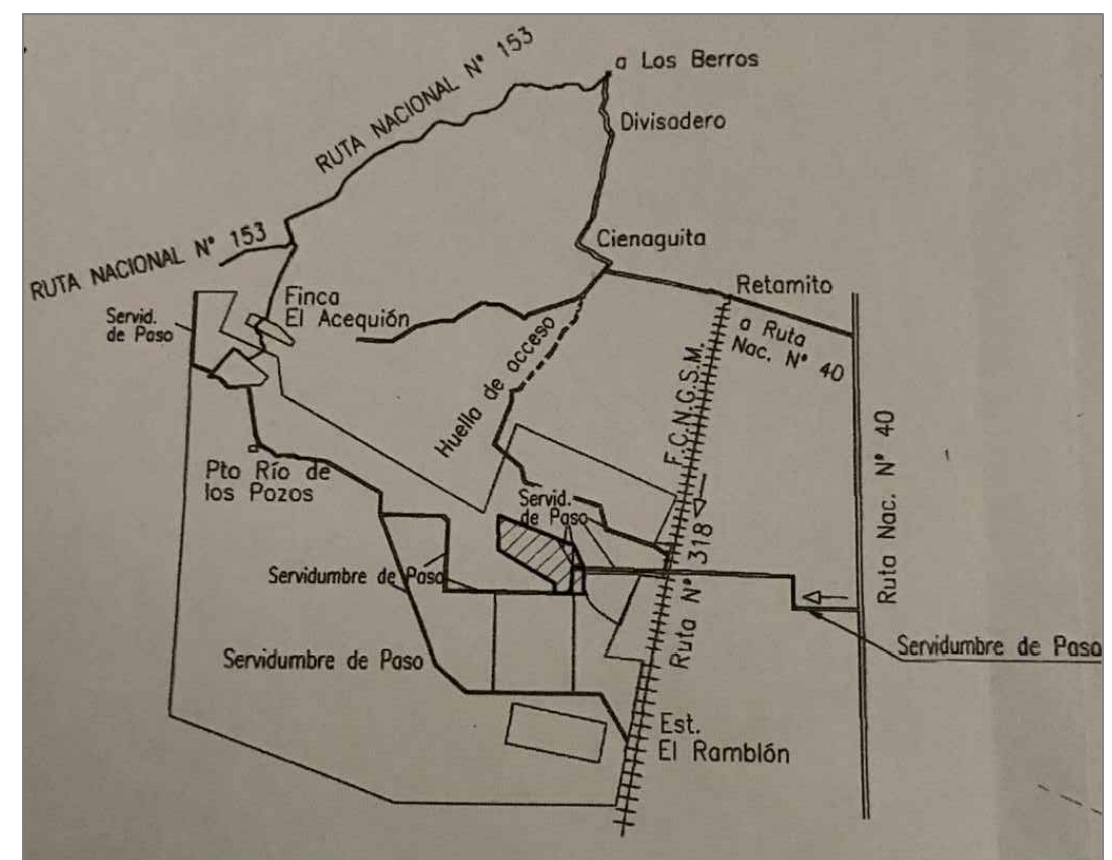 RUTA NACIONAL N° 153
a Los Berros
Divisadero
RUTA NACIONAL N° 153
Cienaguita
Retamito
Servid.
de Paso
Finca
El Acequión
a Ruta
Nac. N° 40
Huella de acceso
F.C.N.G.S.M.
Ruta Nac. N° 40
Pto Río de
los Pozos
Servid.
de Paso
Ruta N° 318
Servidumbre de Paso
Servidumbre de Paso
Servidumbre de Paso
Est.
El Ramblón